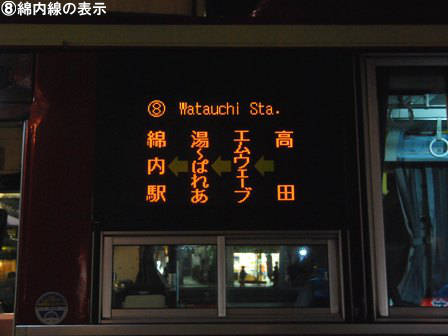 ⑧綿内線の表示
⑧ Watauchi Sta.
高田
エムウェーブ
湯〜ぱれあ
綿内駅